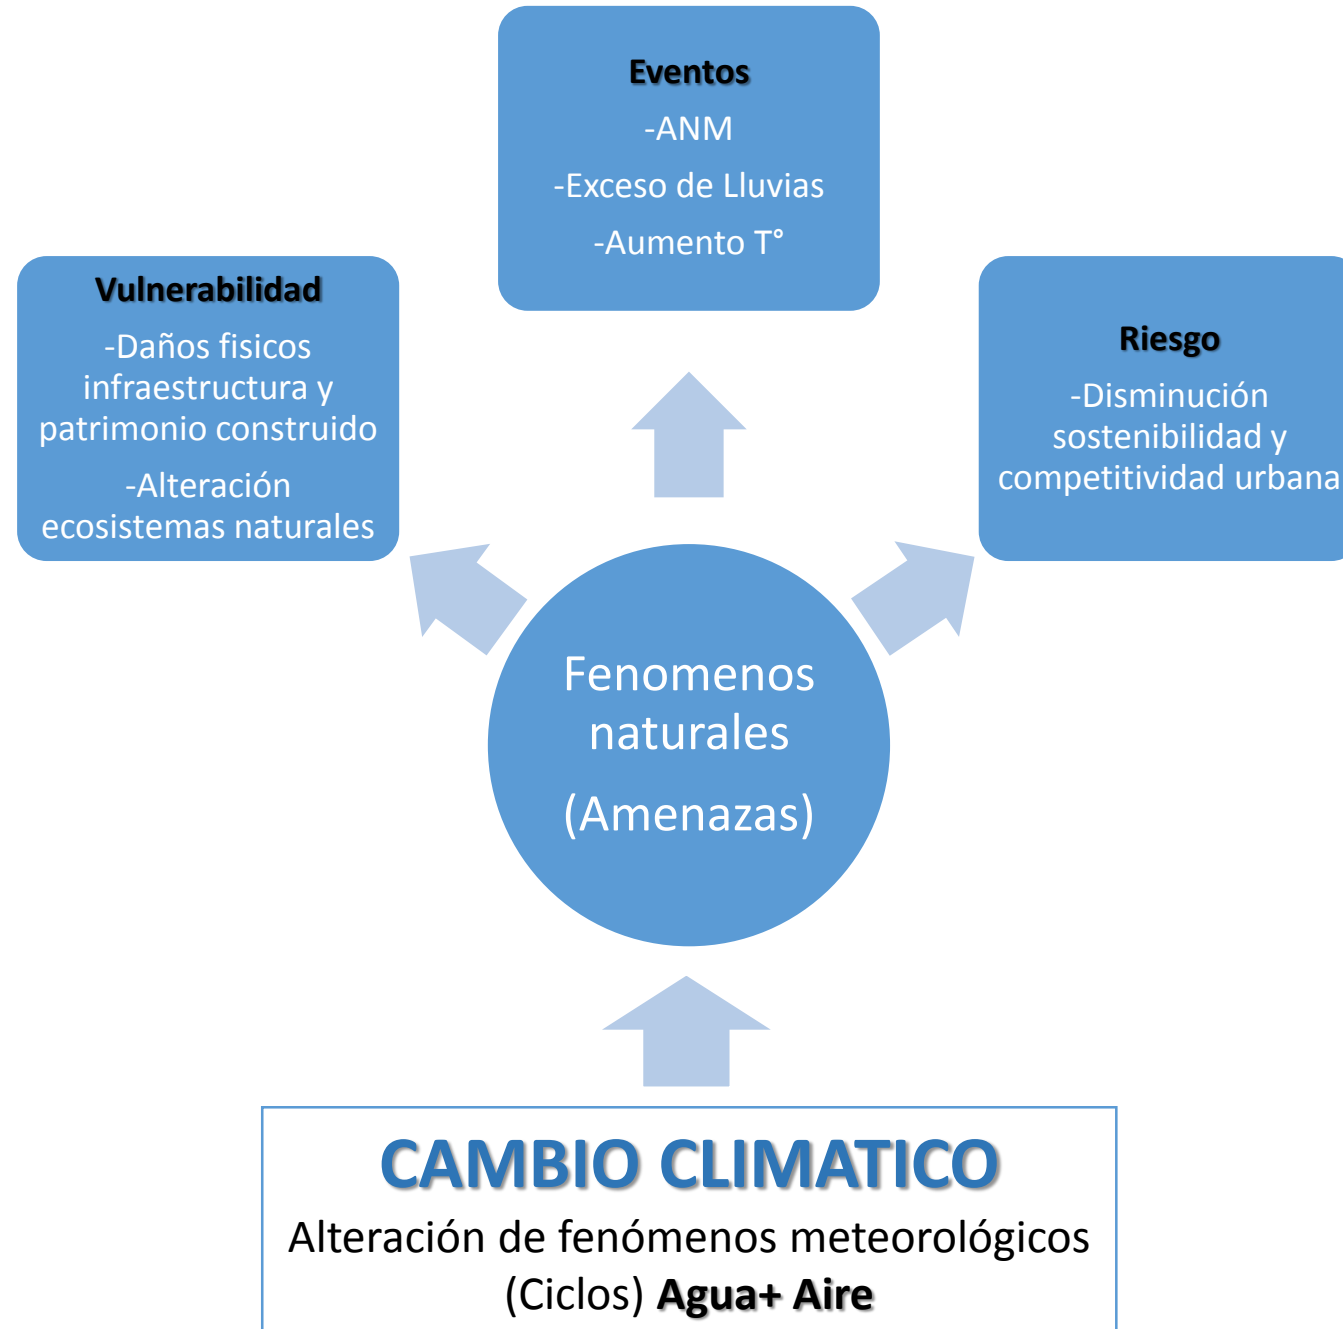 Eventos
-ANM
-Exceso de Lluvias
-Aumento T°
Vulnerabilidad
-Daños fisicos
infraestructura y
patrimonio construido
-Alteración
ecosistemas naturales
Riesgo
-Disminución
sostenibilidad y
competitividad urbana
Fenomenos
naturales
(Amenazas)
CAMBIO CLIMATICO
Alteración de fenómenos meteorológicos
(Ciclos) Agua+ Aire